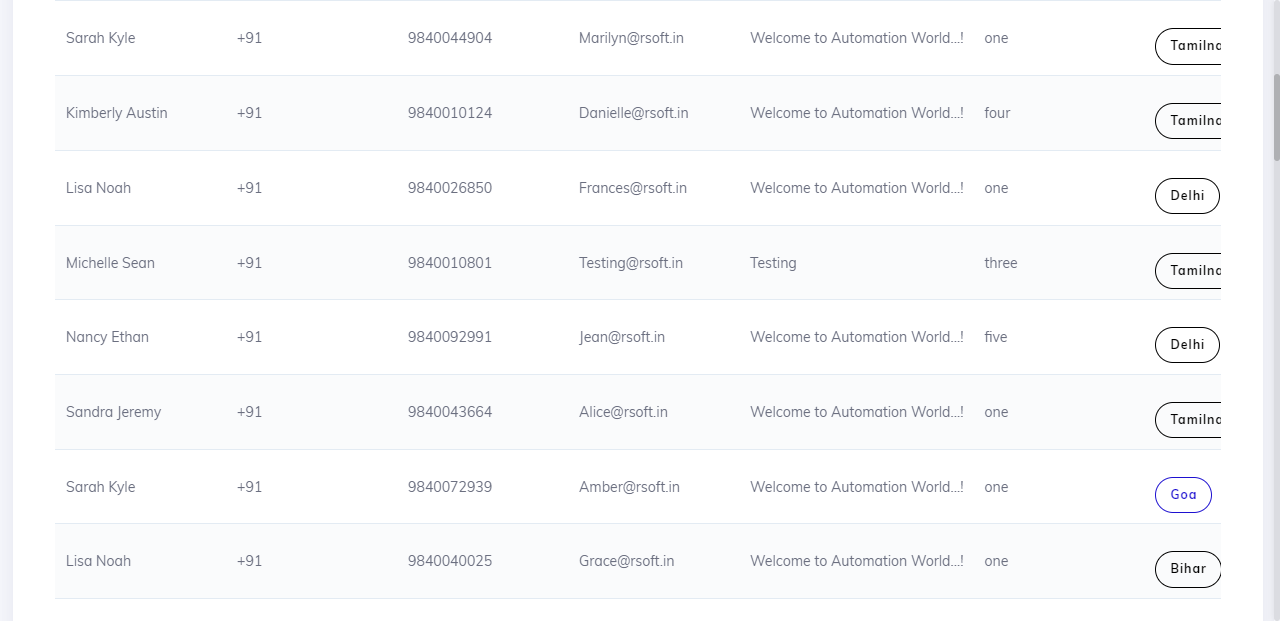 Sarah Kyle +91 9840044904 Marilyn@rsoft.in Welcome to Automation World...! one Tamilna
Kimberly Austin +91 9840010124 Danielle@rsoft.in Welcome to Automation World...! four Tamilna
Lisa Noah +91 9840026850 Frances@rsoft.in Welcome to Automation World...! one Delhi
Michelle Sean +91 9840010801 Testing@rsoft.in Testing three Tamilna
Nancy Ethan +91 9840092991 Jean@rsoft.in Welcome to Automation World...! five Delhi
Sandra Jeremy +91 9840043664 Alice@rsoft.in Welcome to Automation World...! one Tamilna
Sarah Kyle +91 9840072939 Amber@rsoft.in Welcome to Automation World...! one Goa
Lisa Noah +91 9840040025 Grace@rsoft.in Welcome to Automation World...! one Bihar